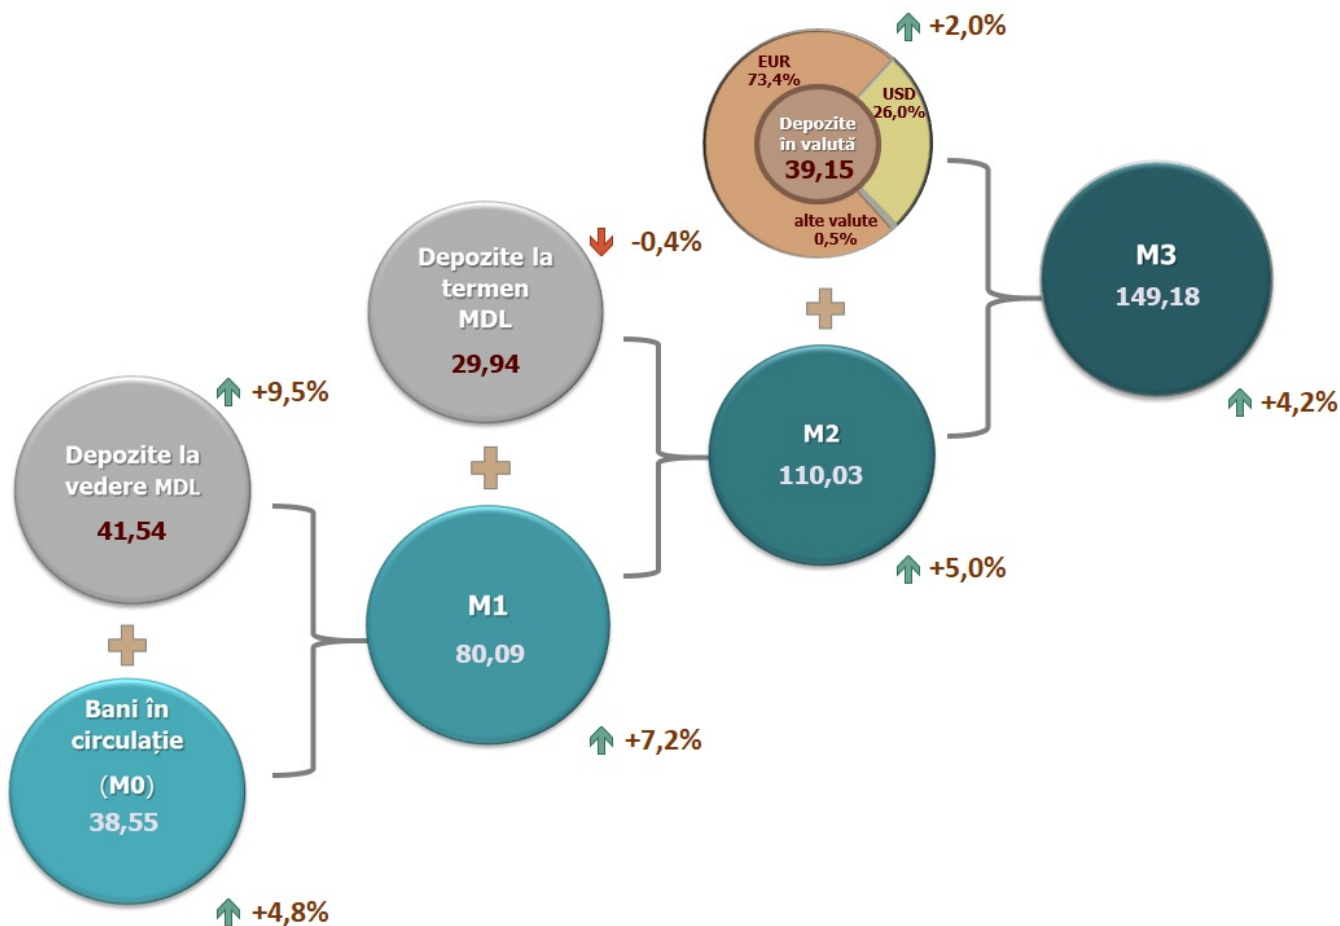 +2,0%
EUR
73,4%
USD
26,0%
Depozite
în valută
39,15
alte valute
0,5%
Depozite la
termen
MDL
29,94
-0,4%
M3
149,18
+4,2%
Depozite la
vedere MDL
41,54
+9,5%
M2
110,03
+5,0%
M1
80,09
+7,2%
Bani în
circulație
(M0)
38,55
+4,8%